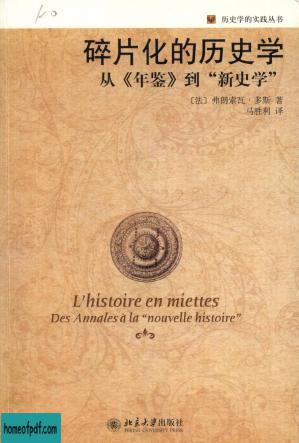 历史学的实践丛书
碎片化的历史学
从《年鉴》到“新史学”
〔法〕弗朗索瓦·多斯 著
马胜利 译
L'histoire en miettes
Des Annales à la “nouvelle histoire”
北京大学出版社
PEKING UNIVERSITY PRESS
homeofpdf.com
homeofpdf.com